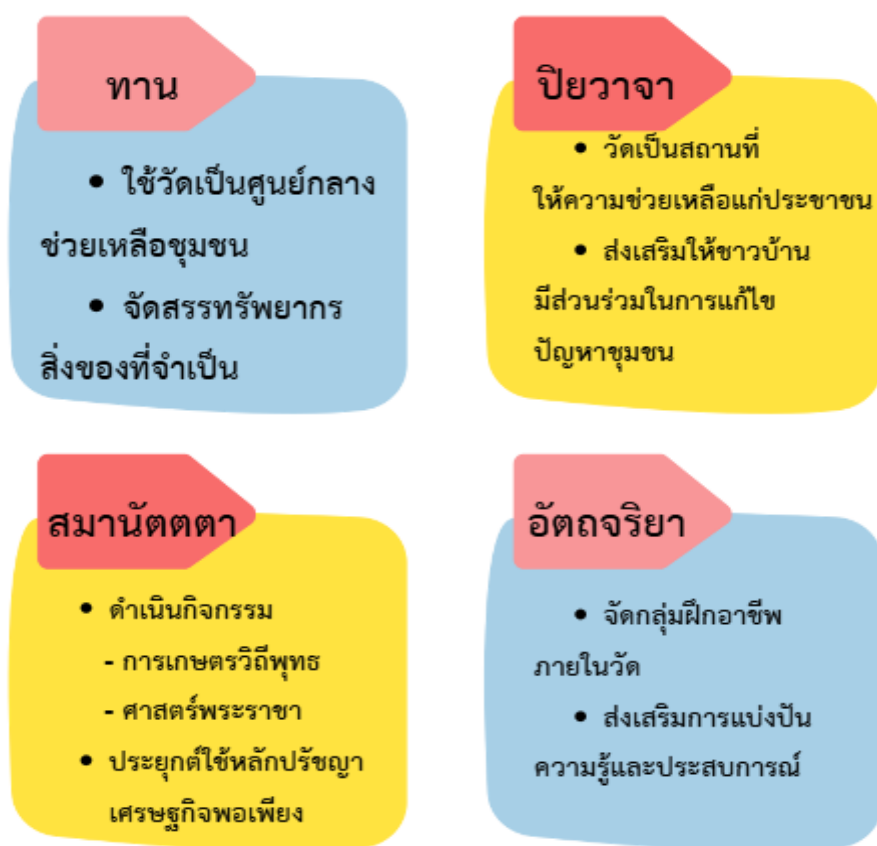 ทาน
• ใช้วัดเป็นศูนย์กลาง
ช่วยเหลือชุมชน
• จัดสรรทรัพยากร
สิ่งของที่จำเป็น
ปิยวาจา
• วัดเป็นสถานที่
ให้ความช่วยเหลือแก่ประชาชน
• ส่งเสริมให้ชาวบ้าน
มีส่วนร่วมในการแก้ไข
ปัญหาชุมชน
สมานัตตตา
• ดำเนินกิจกรรม
- การเกษตรวิถีพุทธ
- ศาสตร์พระราชา
• ประยุกต์ใช้หลักปรัชญา
เศรษฐกิจพอเพียง
อัตถจริยา
• จัดกลุ่มฝึกอาชีพ
ภายในวัด
• ส่งเสริมการแบ่งปัน
ความรู้และประสบการณ์